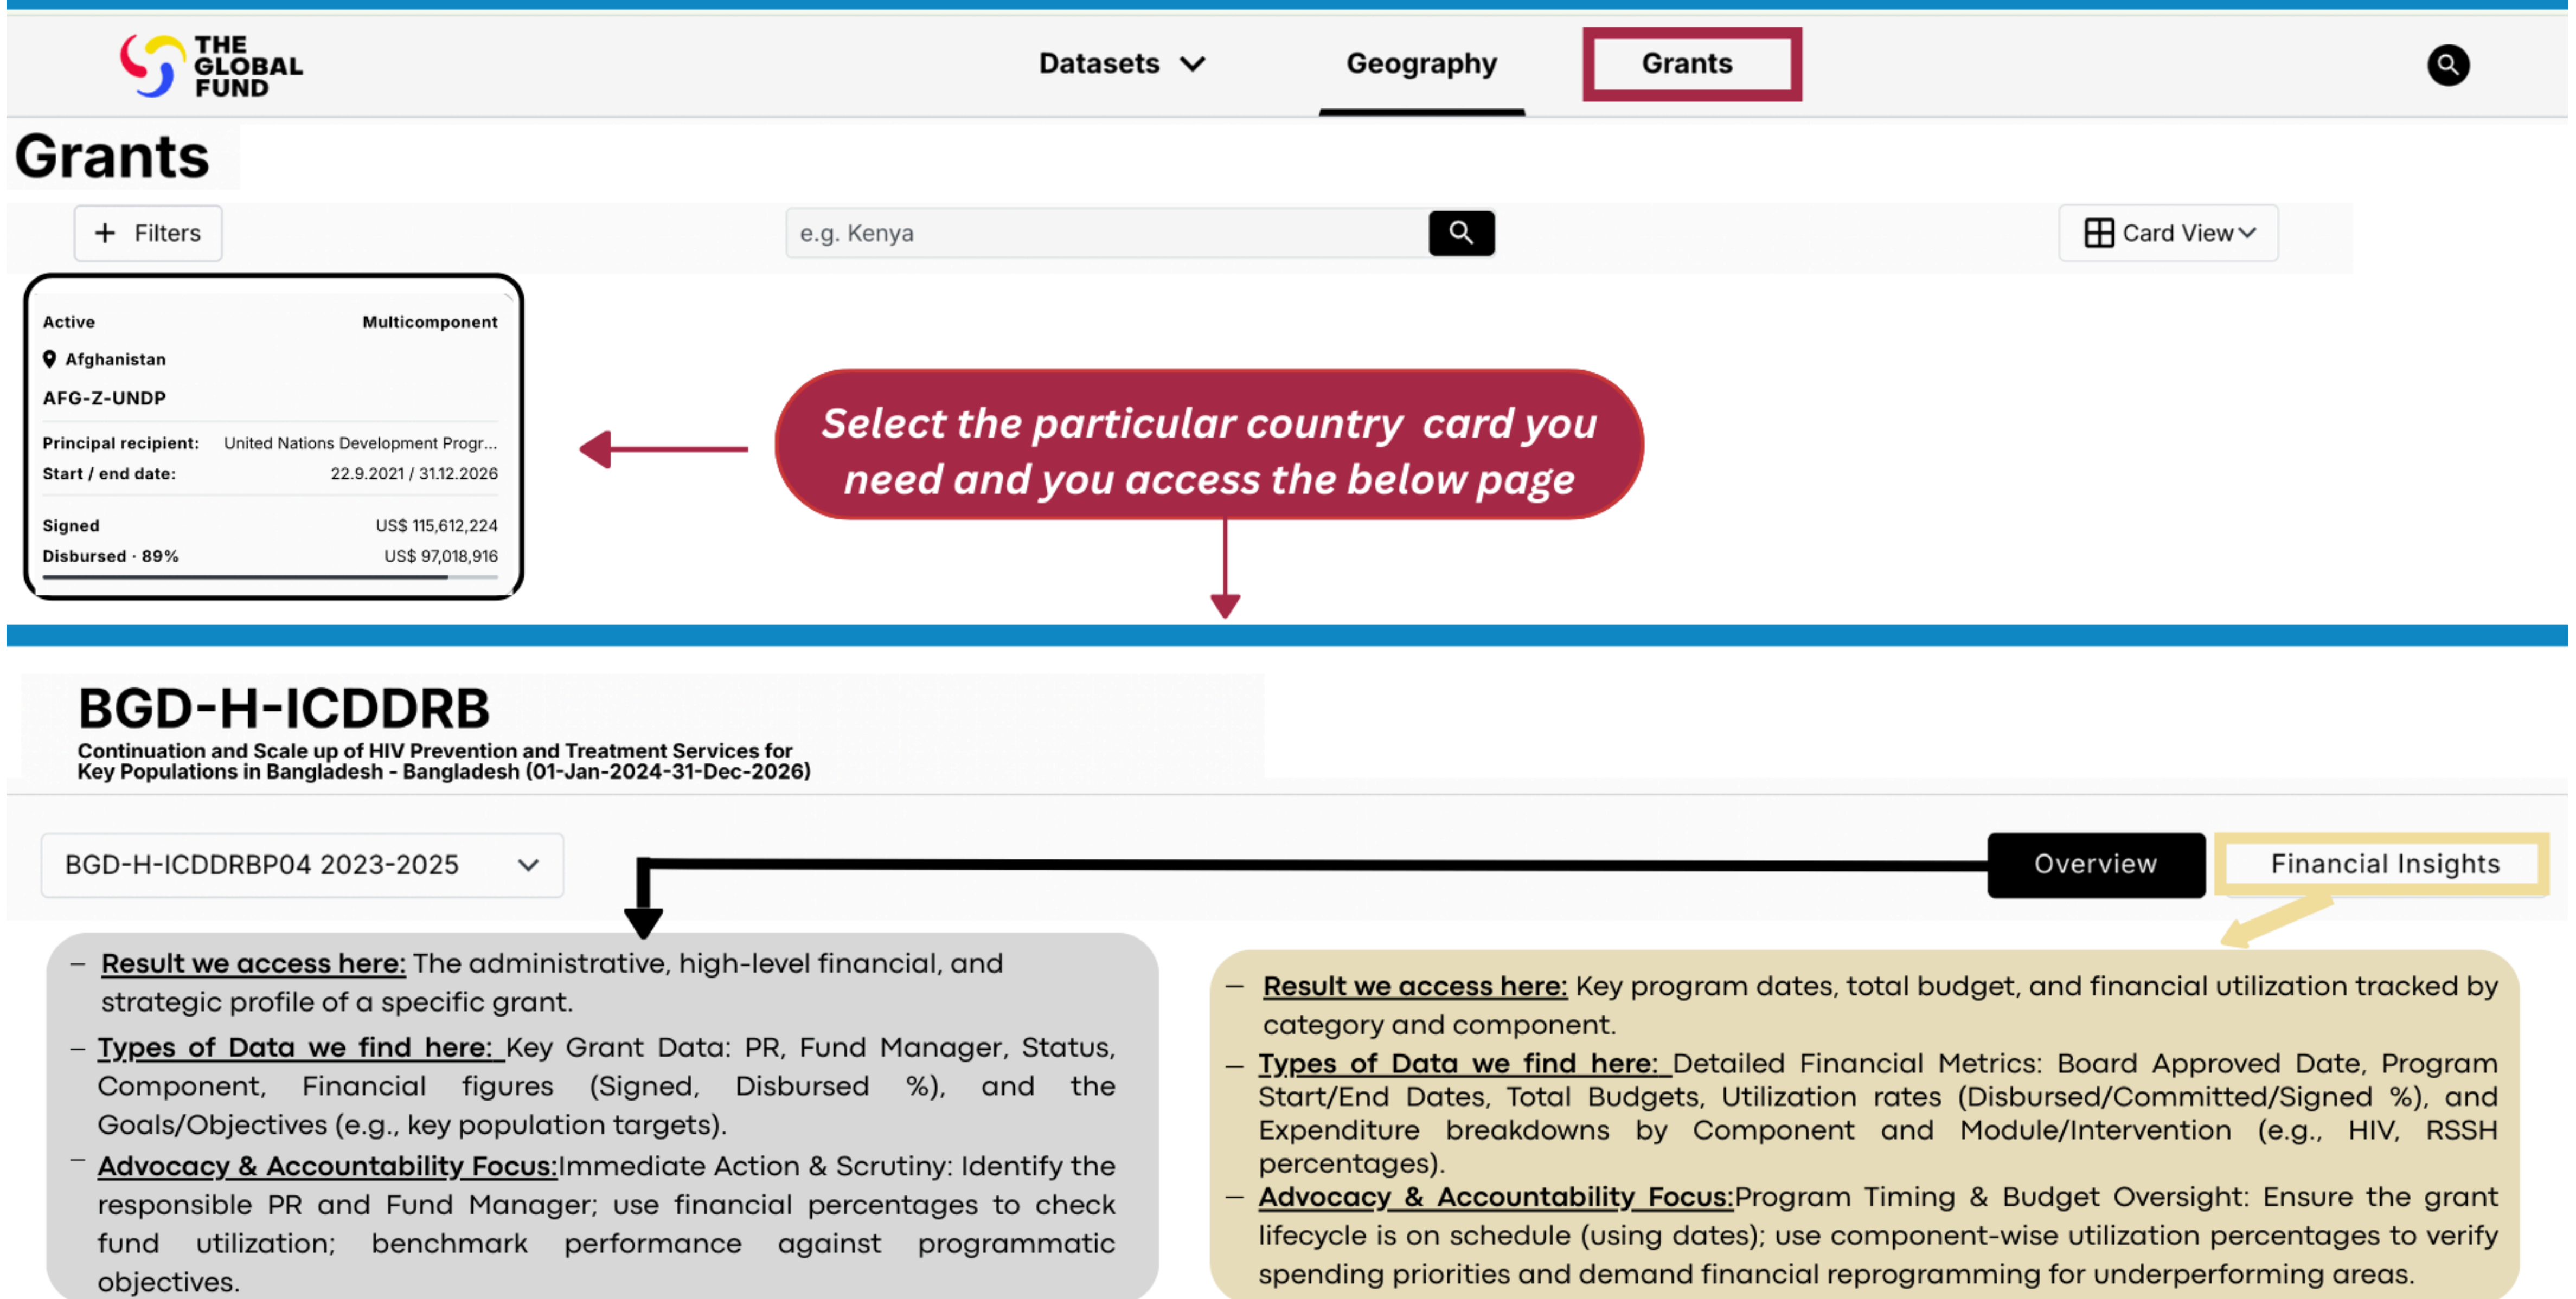 THE
GLOBAL
FUND
Datasets
Geography
Grants
Grants
+ Filters
e.g. Kenya
Card View
Active Multicomponent
Afghanistan
AFG-Z-UNDP
Principal recipient: United Nations Development Progr...
Start / end date: 22.9.2021 / 31.12.2026
Signed US$ 115,612,224
Disbursed · 89% US$ 97,018,916
Select the particular country card you
need and you access the below page
BGD-H-ICDDRB
Continuation and Scale up of HIV Prevention and Treatment Services for
Key Populations in Bangladesh - Bangladesh (01-Jan-2024-31-Dec-2026)
BGD-H-ICDDRBP04 2023-2025
Overview
Financial Insights
– Result we access here: The administrative, high-level financial, and
strategic profile of a specific grant.
– Types of Data we find here: Key Grant Data: PR, Fund Manager, Status,
Component, Financial figures (Signed, Disbursed %), and the
Goals/Objectives (e.g., key population targets).
– Advocacy & Accountability Focus:Immediate Action & Scrutiny: Identify the
responsible PR and Fund Manager; use financial percentages to check
fund utilization; benchmark performance against programmatic
objectives.
– Result we access here: Key program dates, total budget, and financial utilization tracked by
category and component.
– Types of Data we find here: Detailed Financial Metrics: Board Approved Date, Program
Start/End Dates, Total Budgets, Utilization rates (Disbursed/Committed/Signed %), and
Expenditure breakdowns by Component and Module/Intervention (e.g., HIV, RSSH
percentages).
– Advocacy & Accountability Focus:Program Timing & Budget Oversight: Ensure the grant
lifecycle is on schedule (using dates); use component-wise utilization percentages to verify
spending priorities and demand financial reprogramming for underperforming areas.